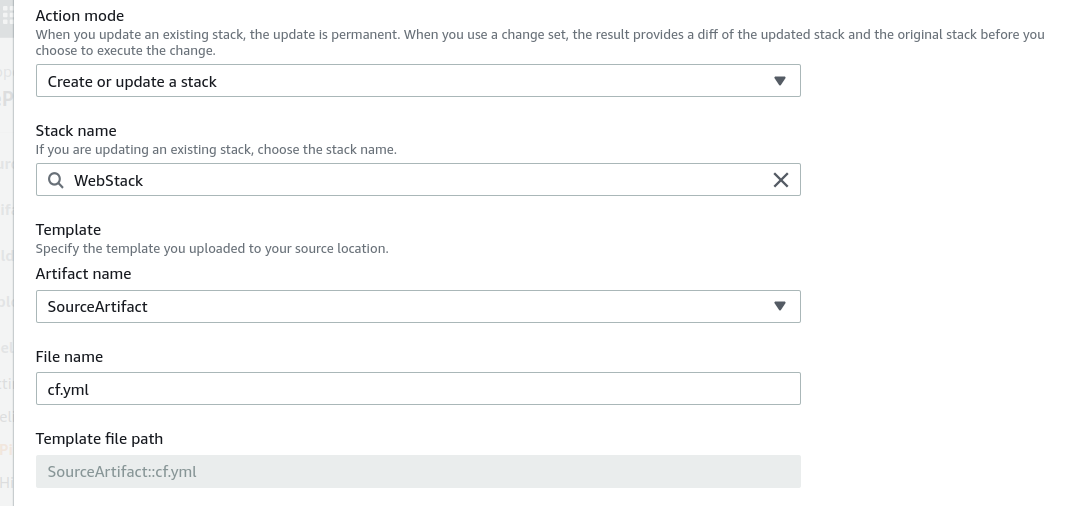 Action mode
When you update an existing stack, the update is permanent. When you use a change set, the result provides a diff of the updated stack and the original stack before you
choose to execute the change.
Create or update a stack
Stack name
If you are updating an existing stack, choose the stack name.
WebStack
Template
Specify the template you uploaded to your source location.
Artifact name
SourceArtifact
File name
cf.yml
Template file path
SourceArtifact::cf.yml